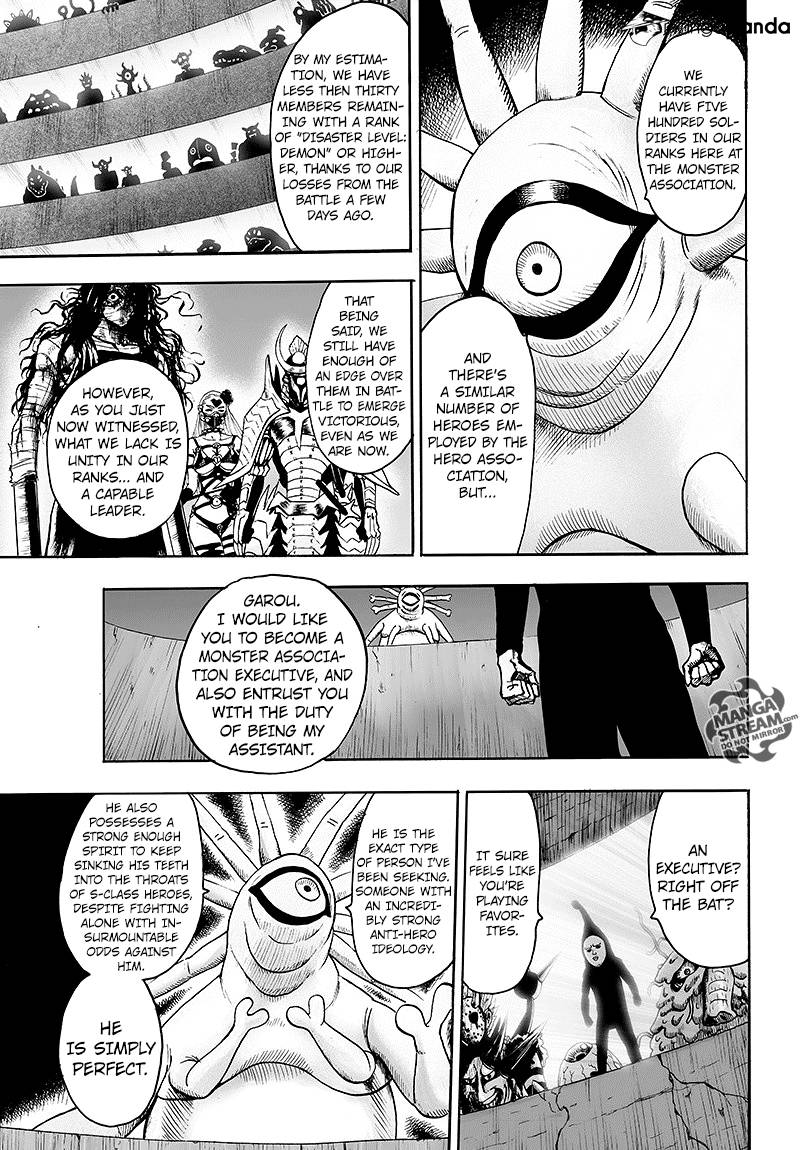 WE
CURRENTLY
HAVE FIVE
HUNDRED SOL-
DIERS IN OUR
RANKS HERE AT
THE MONSTER
ASSOCIATION.
AND
THERE'S
A SIMILAR
NUMBER OF
HEROES EM-
PLOYED BY THE
HERO ASSO-
CIATION,
BUT...
BY MY ESTIMA-
TION, WE HAVE
LESS THEN THIRTY
MEMBERS REMAIN-
ING WITH A RANK
OF "DISASTER LEVEL:
DEMON" OR HIGH-
ER, THANKS TO OUR
LOSSES FROM THE
BATTLE A FEW
DAYS AGO.
THAT
BEING
SAID, WE
STILL HAVE
ENOUGH OF
AN EDGE OVER
THEM IN BAT-
TLE TO EMERGE
VICTORIOUS,
EVEN AS WE
ARE NOW.
HOWEVER,
AS YOU JUST
NOW WITNESSED,
WHAT WE LACK IS
UNITY IN OUR
RANKS... AND
A CAPABLE
LEADER.
GAROU.
I WOULD LIKE
YOU TO BECOME A
MONSTER ASSOCIA-
TION EXECUTIVE, AND
ALSO ENTRUST YOU
WITH THE DUTY
OF BEING MY
ASSISTANT.
MANGA
STREAM.com
DO NOT MIRROR!
AN
EXECUTIVE?
RIGHT OFF
THE BAT?
IT SURE
FEELS LIKE
YOU'RE
PLAYING
FAVOR-
ITES.
HE IS THE
EXACT TYPE
OF PERSON I'VE
BEEN SEEKING.
SOMEONE WITH
AN INCRED-
IBLY STRONG
ANTI-HERO
IDEOLOGY.
HE ALSO
POSSESSES A
STRONG ENOUGH
SPIRIT TO KEEP
SINKING HIS TEETH
INTO THE THROATS
OF S-CLASS HEROES,
DESPITE FIGHTING
ALONE WITH IN-
SURMOUNTABLE
ODDS AGAINST
HIM.
HE
IS SIMPLY
PERFECT.